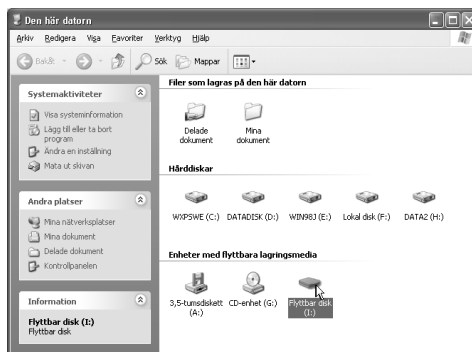 Den här datorn
Arkiv Redigera Visa Favoriter Verktyg Hjälp
Bakåt Sök Mappar
Systemaktiviteter
Visa systeminformation
Lägg till eller ta bort
program
Ändra en inställning
Mata ut skivan
Andra platser
Mina nätverksplatser
Mina dokument
Delade dokument
Kontrollpanelen
Information
Flyttbar disk (I:)
Flyttbar disk
Filer som lagras på den här datorn
Delade
dokument
Mina
dokument
Hårddiskar
WXPSWE (C:) DATADISK (D:) WIN98J (E:) Lokal disk (F:) DATA2 (H:)
Enheter med flyttbara lagringsmedia
3,5-tumsdiskett
(A:)
CD-enhet (G:)
Flyttbar disk
(I:)